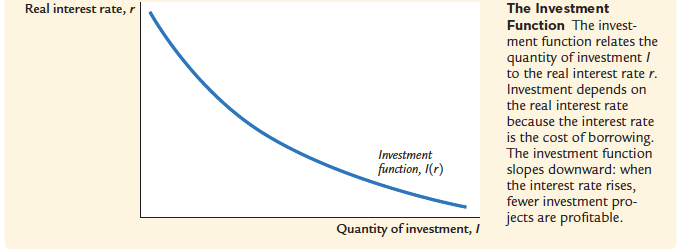 Real interest rate, r
Investment
function, I(r)
Quantity of investment, I
The Investment
Function The invest-
ment function relates the
quantity of investment I
to the real interest rate r.
Investment depends on
the real interest rate
because the interest rate
is the cost of borrowing.
The investment function
slopes downward: when
the interest rate rises,
fewer investment pro-
jects are profitable.